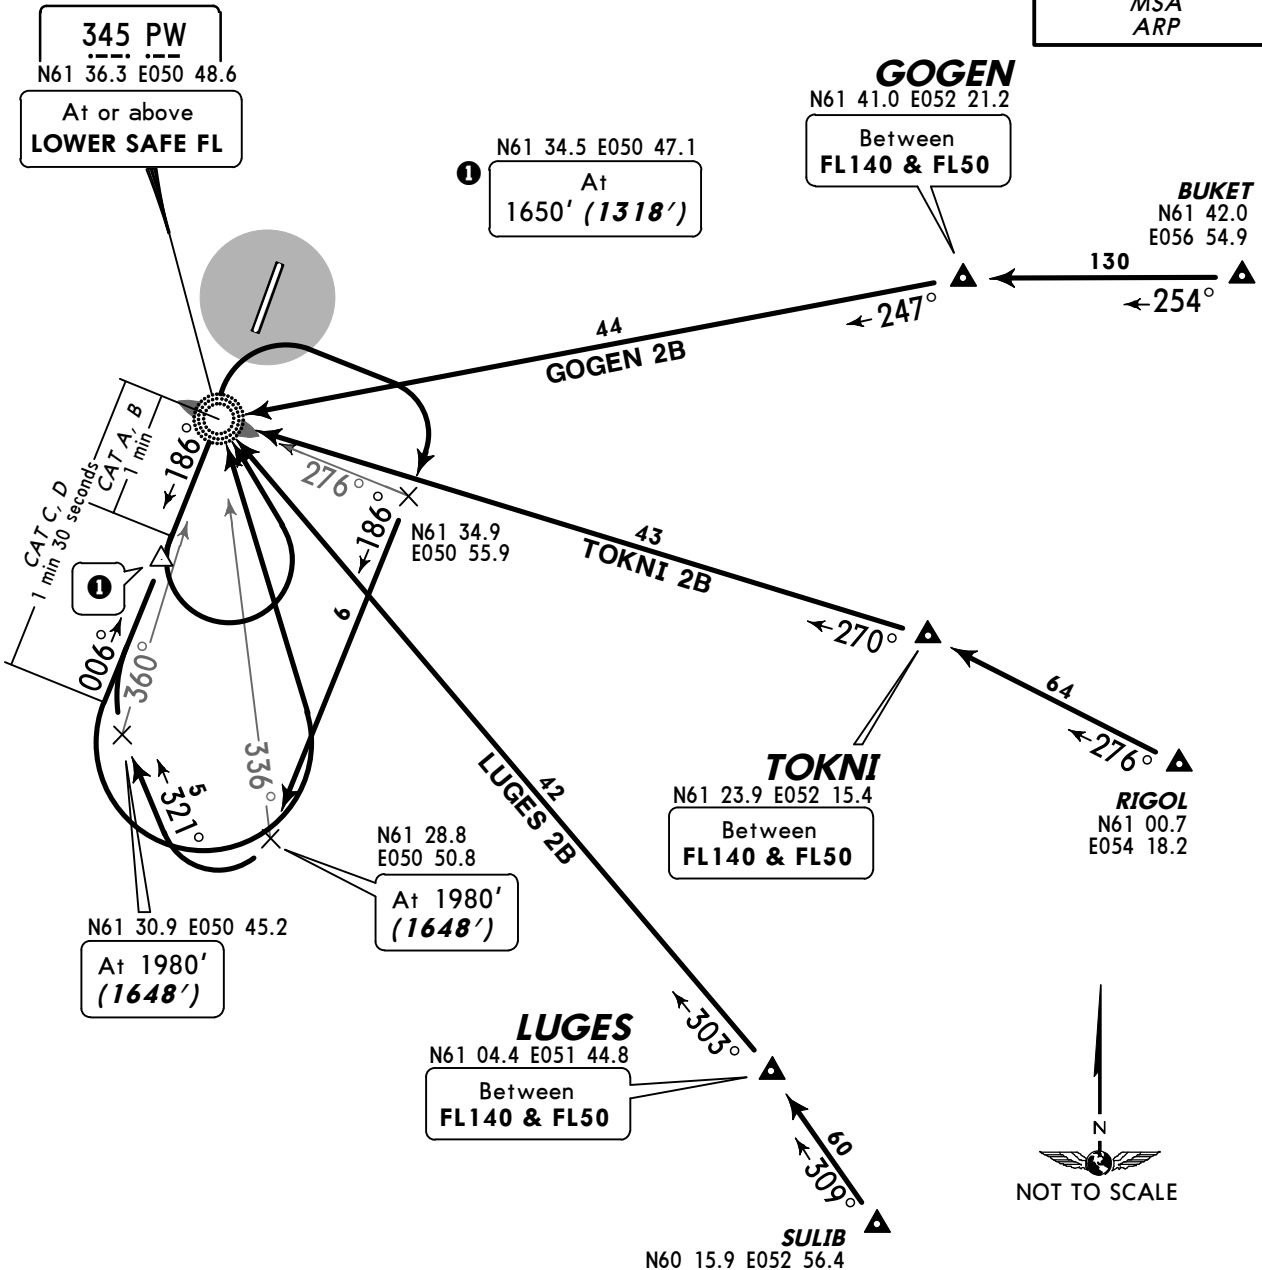 MSA
ARP
345 PW
N61 36.3 E050 48.6
At or above
LOWER SAFE FL
❶
N61 34.5 E050 47.1
At
1650' (1318')
GOGEN
N61 41.0 E052 21.2
Between
FL140 & FL50
BUKET
N61 42.0
E056 54.9
130
254°
247°
44
GOGEN 2B
CAT A, B
1 min
CAT C, D
1 min 30 seconds
186°
276°
186°
N61 34.9
E050 55.9
43
TOKNI 2B
270°
❶
6
006°
360°
336°
5
321°
64
276°
RIGOL
N61 00.7
E054 18.2
TOKNI
N61 23.9 E052 15.4
Between
FL140 & FL50
42
LUGES 2B
N61 28.8
E050 50.8
At 1980'
(1648')
N61 30.9 E050 45.2
At 1980'
(1648')
303°
LUGES
N61 04.4 E051 44.8
Between
FL140 & FL50
60
309°
SULIB
N60 15.9 E052 56.4
N
NOT TO SCALE